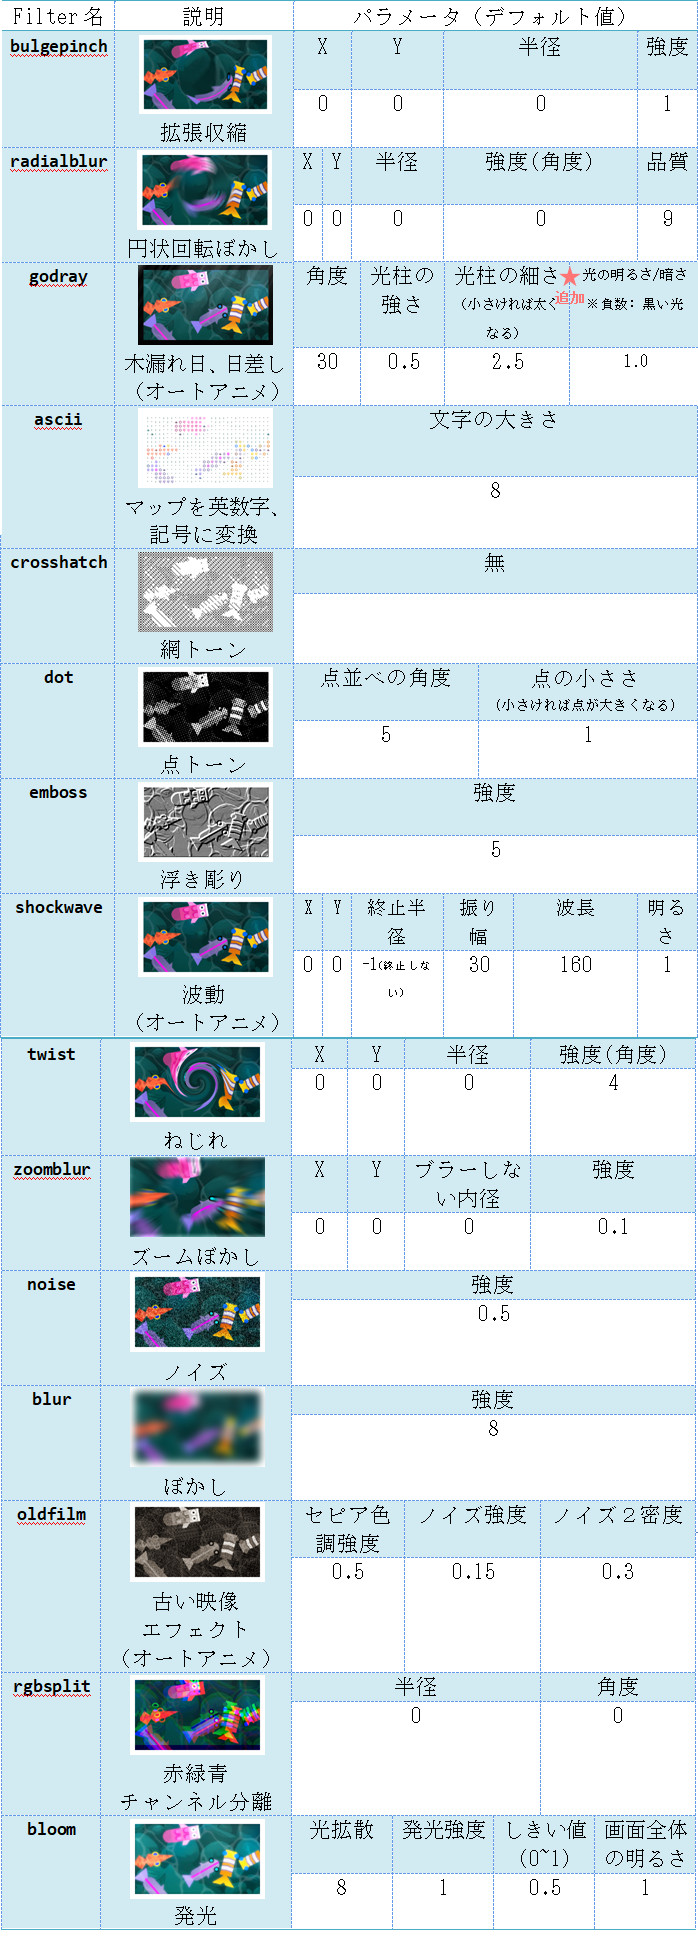 Filter名 説明 パラメータ（デフォルト値）
bulgepinch
拡張収縮
X Y 半径 強度
0 0 0 1
radialblur
円状回転ぼかし
X Y 半径 強度(角度) 品質
0 0 0 0 9
godray
木漏れ日、日差し
（オートアニメ）
角度 光柱の強さ 光柱の細さ ★ 光の明るさ/暗さ
（小さければ太く 追加 ※負数：黒い光
なる）
30 0.5 2.5 1.0
ascii
マップを英数字、
記号に変換
文字の大きさ
8
crosshatch
網トーン
無
dot
点トーン
点並べの角度 点の小ささ
（小さければ点が大きくなる）
5 1
emboss
浮き彫り
強度
5
shockwave
波動
（オートアニメ）
X Y 終止半径 振り幅 波長 明るさ
0 0 -1(終止しない) 30 160 1
twist
ねじれ
X Y 半径 強度(角度)
0 0 0 4
zoomblur
ズームぼかし
X Y ブラーしない内径 強度
0 0 0 0.1
noise
ノイズ
強度
0.5
blur
ぼかし
強度
8
oldfilm
古い映像
エフェクト
（オートアニメ）
セピア色調強度 ノイズ強度 ノイズ２密度
0.5 0.15 0.3
rgbsplit
赤緑青
チャンネル分離
半径 角度
0 0
bloom
発光
光拡散 発光強度 しきい値(0~1) 画面全体の明るさ
8 1 0.5 1